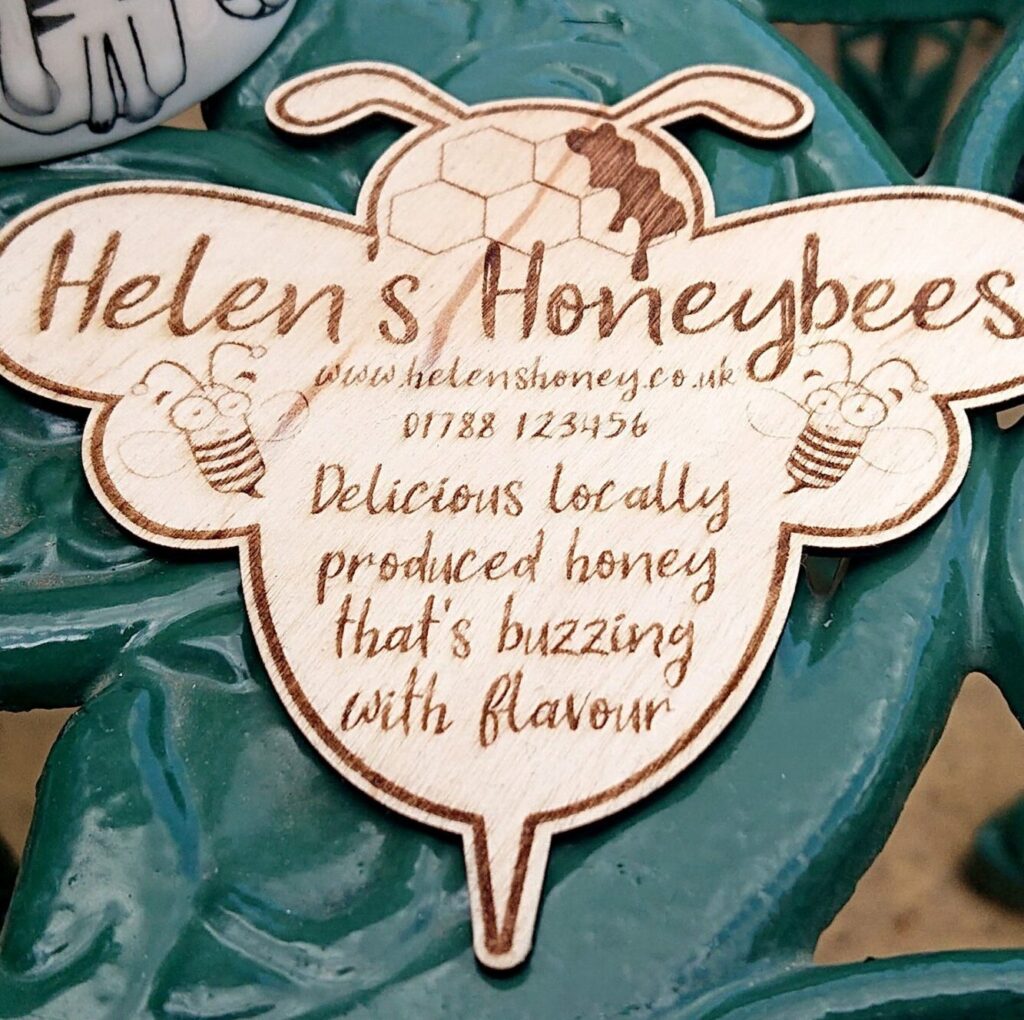 Helen s Honeybees
www.helenshoney.co.uk
01788 123456
Delicious locally
produced honey
that's buzzing
with flavour